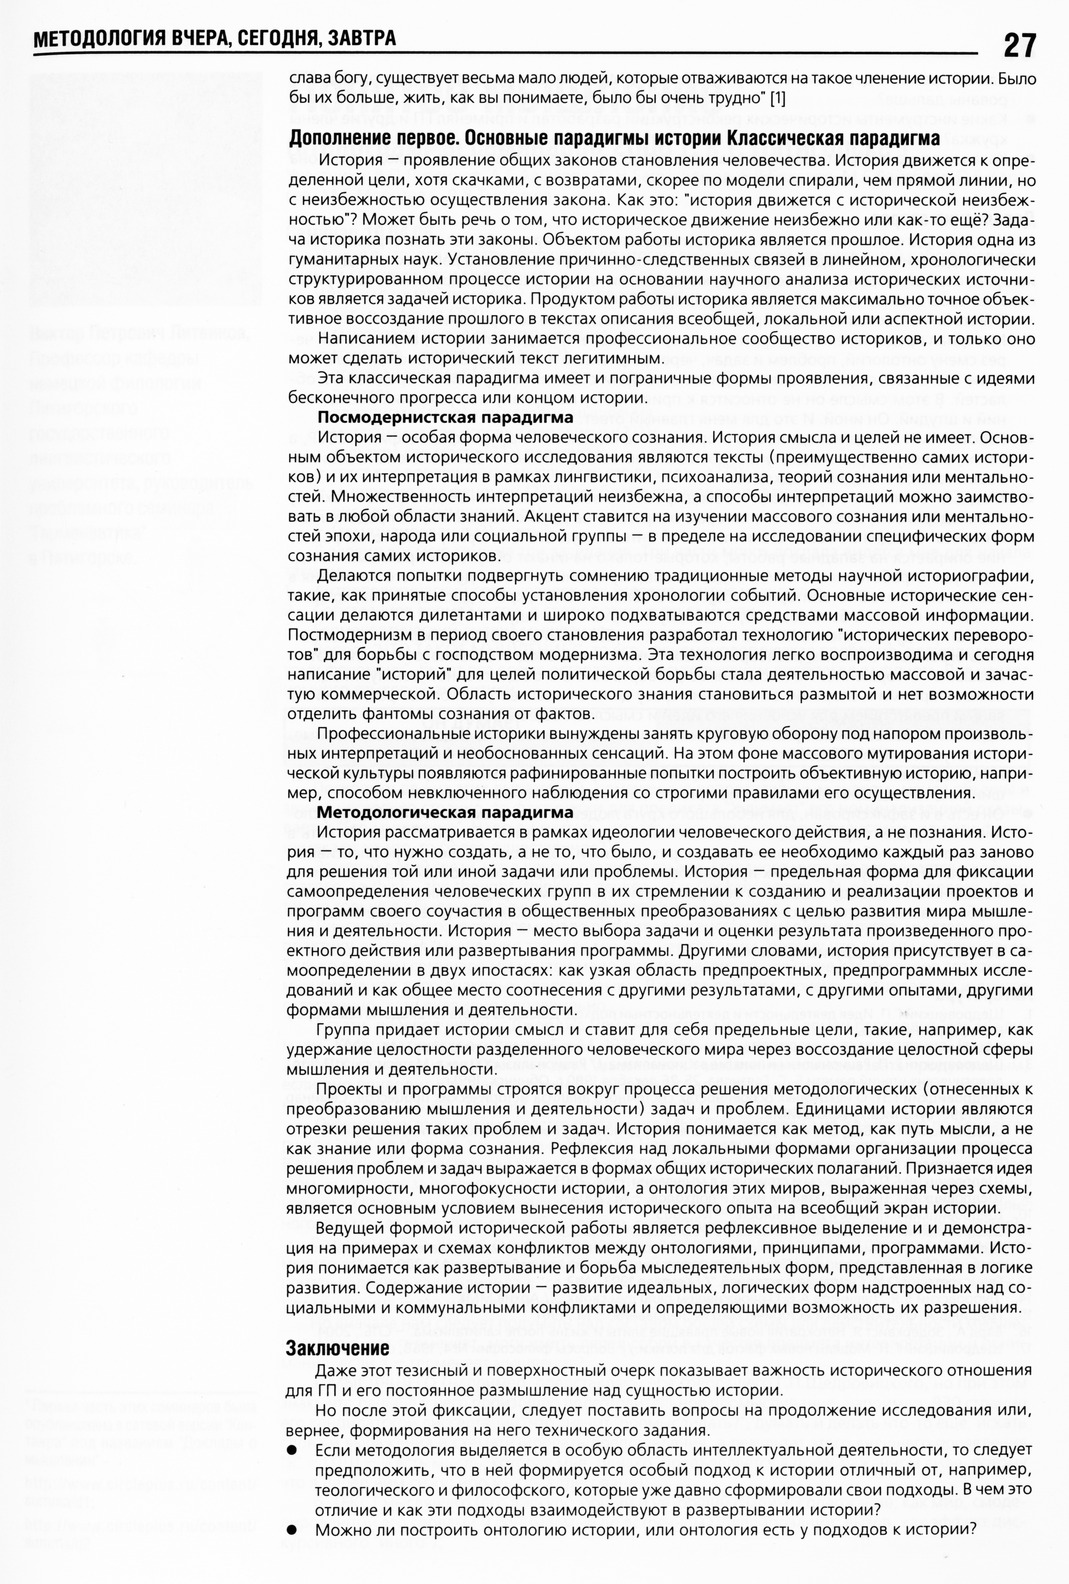 МЕТОДОЛОГИЯ ВЧЕРА, СЕГОДНЯ, ЗАВТРА
27
слава богу, существует весьма мало людей, которые отваживаются на такое членение истории. Было
бы их больше, жить, как вы понимаете, было бы очень трудно" [1]
Дополнение первое. Основные парадигмы истории Классическая парадигма
История — проявление общих законов становления человечества. История движется к опре-
деленной цели, хотя скачками, с возвратами, скорее по модели спирали, чем прямой линии, но
с неизбежностью осуществления закона. Как это: "история движется с исторической неизбеж-
ностью"? Может быть речь о том, что историческое движение неизбежно или как-то ещё? Зада-
ча историка познать эти законы. Объектом работы историка является прошлое. История одна из
гуманитарных наук. Установление причинно-следственных связей в линейном, хронологически
структурированном процессе истории на основании научного анализа исторических источни-
ков является задачей историка. Продуктом работы историка является максимально точное объек-
тивное воссоздание прошлого в текстах описания всеобщей, локальной или аспектной истории.
Написанием истории занимается профессиональное сообщество историков, и только оно
может сделать исторический текст легитимным.
Эта классическая парадигма имеет и пограничные формы проявления, связанные с идеями
бесконечного прогресса или концом истории.
Посмодернистская парадигма
История — особая форма человеческого сознания. История смысла и целей не имеет. Основ-
ным объектом исторического исследования являются тексты (преимущественно самих истори-
ков) и их интерпретация в рамках лингвистики, психоанализа, теорий сознания или ментально-
стей. Множественность интерпретаций неизбежна, а способы интерпретаций можно заимство-
вать в любой области знаний. Акцент ставится на изучении массового сознания или ментально-
стей эпохи, народа или социальной группы — в пределе на исследовании специфических форм
сознания самих историков.
Делаются попытки подвергнуть сомнению традиционные методы научной историографии,
такие, как принятые способы установления хронологии событий. Основные исторические сен-
сации делаются дилетантами и широко подхватываются средствами массовой информации.
Постмодернизм в период своего становления разработал технологию "исторических переворо-
тов" для борьбы с господством модернизма. Эта технология легко воспроизводима и сегодня
написание "историй" для целей политической борьбы стала деятельностью массовой и зачас-
тую коммерческой. Область исторического знания становиться размытой и нет возможности
отделить фантомы сознания от фактов.
Профессиональные историки вынуждены занять круговую оборону под напором произволь-
ных интерпретаций и необоснованных сенсаций. На этом фоне массового мутирования истори-
ческой культуры появляются рафинированные попытки построить объективную историю, напри-
мер, способом невключенного наблюдения со строгими правилами его осуществления.
Методологическая парадигма
История рассматривается в рамках идеологии человеческого действия, а не познания. Исто-
рия — то, что нужно создать, а не то, что было, и создавать ее необходимо каждый раз заново
для решения той или иной задачи или проблемы. История — предельная форма для фиксации
самоопределения человеческих групп в их стремлении к созданию и реализации проектов и
программ своего соучастия в общественных преобразованиях с целью развития мира мышле-
ния и деятельности. История — место выбора задачи и оценки результата произведенного про-
ектного действия или развертывания программы. Другими словами, история присутствует в са-
моопределении в двух ипостасях: как узкая область предпроектных, предпрограммных иссле-
дований и как общее место соотнесения с другими результатами, с другими опытами, другими
формами мышления и деятельности.
Группа придает истории смысл и ставит для себя предельные цели, такие, например, как
удержание целостности разделенного человеческого мира через воссоздание целостной сферы
мышления и деятельности.
Проекты и программы строятся вокруг процесса решения методологических (отнесенных к
преобразованию мышления и деятельности) задач и проблем. Единицами истории являются
отрезки решения таких проблем и задач. История понимается как метод, как путь мысли, а не
как знание или форма сознания. Рефлексия над локальными формами организации процесса
решения проблем и задач выражается в формах общих исторических полаганий. Признается идея
многомирности, многофокусности истории, а онтология этих миров, выраженная через схемы,
является основным условием вынесения исторического опыта на всеобщий экран истории.
Ведущей формой исторической работы является рефлексивное выделение и и демонстра-
ция на примерах и схемах конфликтов между онтологиями, принципами, программами. Исто-
рия понимается как развертывание и борьба мыследеятельных форм, представленная в логике
развития. Содержание истории — развитие идеальных, логических форм надстроенных над со-
циальными и коммунальными конфликтами и определяющими возможность их разрешения.
Заключение
Даже этот тезисный и поверхностный очерк показывает важность исторического отношения
для ГП и его постоянное размышление над сущностью истории.
Но после этой фиксации, следует поставить вопросы на продолжение исследования или,
вернее, формирования на него технического задания.
● Если методология выделяется в особую область интеллектуальной деятельности, то следует
предположить, что в ней формируется особый подход к истории отличный от, например,
теологического и философского, которые уже давно сформировали свои подходы. В чем это
отличие и как эти подходы взаимодействуют в развертывании истории?
● Можно ли построить онтологию истории, или онтология есть у подходов к истории?